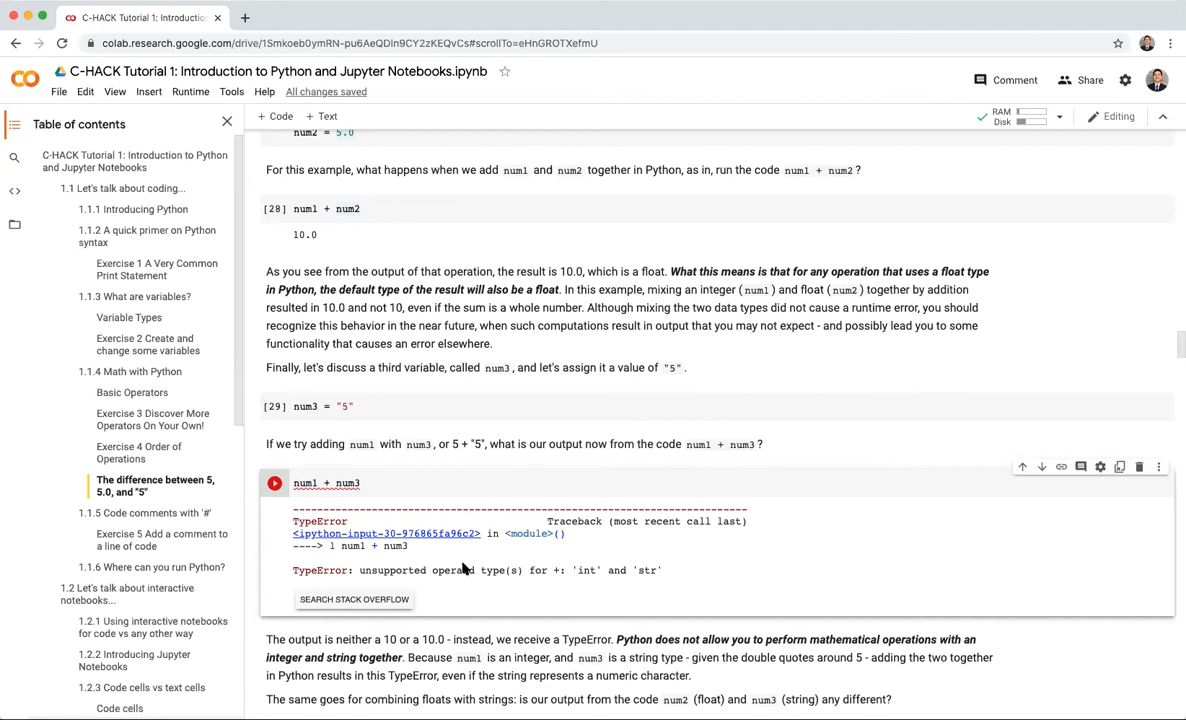 C-HACK Tutorial 1: Introduction
colab.research.google.com/drive/1Smkoeb0ymRN-pu6AeQDln9CY2zKEQvCs#scrollTo=eHnGROTXefmU
C-HACK Tutorial 1: Introduction to Python and Jupyter Notebooks.ipynb
Comment
Share
File Edit View Insert Runtime Tools Help All changes saved
Table of contents
+ Code + Text
RAM
Disk
Editing
C-HACK Tutorial 1: Introduction to Python
and Jupyter Notebooks
1.1 Let's talk about coding...
1.1.1 Introducing Python
1.1.2 A quick primer on Python
syntax
Exercise 1 A Very Common
Print Statement
1.1.3 What are variables?
Variable Types
Exercise 2 Create and
change some variables
1.1.4 Math with Python
Basic Operators
Exercise 3 Discover More
Operators On Your Own!
Exercise 4 Order of
Operations
The difference between 5,
5.0, and "5"
1.1.5 Code comments with '#'
Exercise 5 Add a comment to
a line of code
1.1.6 Where can you run Python?
1.2 Let's talk about interactive
notebooks...
1.2.1 Using interactive notebooks
for code vs any other way
1.2.2 Introducing Jupyter
Notebooks
1.2.3 Code cells vs text cells
Code cells
num2 = 5.0
For this example, what happens when we add num1 and num2 together in Python, as in, run the code num1 + num2?
[28] num1 + num2
10.0
As you see from the output of that operation, the result is 10.0, which is a float. What this means is that for any operation that uses a float type
in Python, the default type of the result will also be a float. In this example, mixing an integer (num1) and float (num2) together by addition
resulted in 10.0 and not 10, even if the sum is a whole number. Although mixing the two data types did not cause a runtime error, you should
recognize this behavior in the near future, when such computations result in output that you may not expect - and possibly lead you to some
functionality that causes an error elsewhere.
Finally, let's discuss a third variable, called num3, and let's assign it a value of "5".
[29] num3 = "5"
If we try adding num1 with num3, or 5 + "5", what is our output now from the code num1 + num3?
num1 + num3
---------------------------------------------------------------------------
TypeError Traceback (most recent call last)
<ipython-input-30-976865fa96c2> in <module>()
----> 1 num1 + num3
TypeError: unsupported operand type(s) for +: 'int' and 'str'
SEARCH STACK OVERFLOW
The output is neither a 10 or a 10.0 - instead, we receive a TypeError. Python does not allow you to perform mathematical operations with an
integer and string together. Because num1 is an integer, and num3 is a string type - given the double quotes around 5 - adding the two together
in Python results in this TypeError, even if the string represents a numeric character.
The same goes for combining floats with strings: is our output from the code num2 (float) and num3 (string) any different?